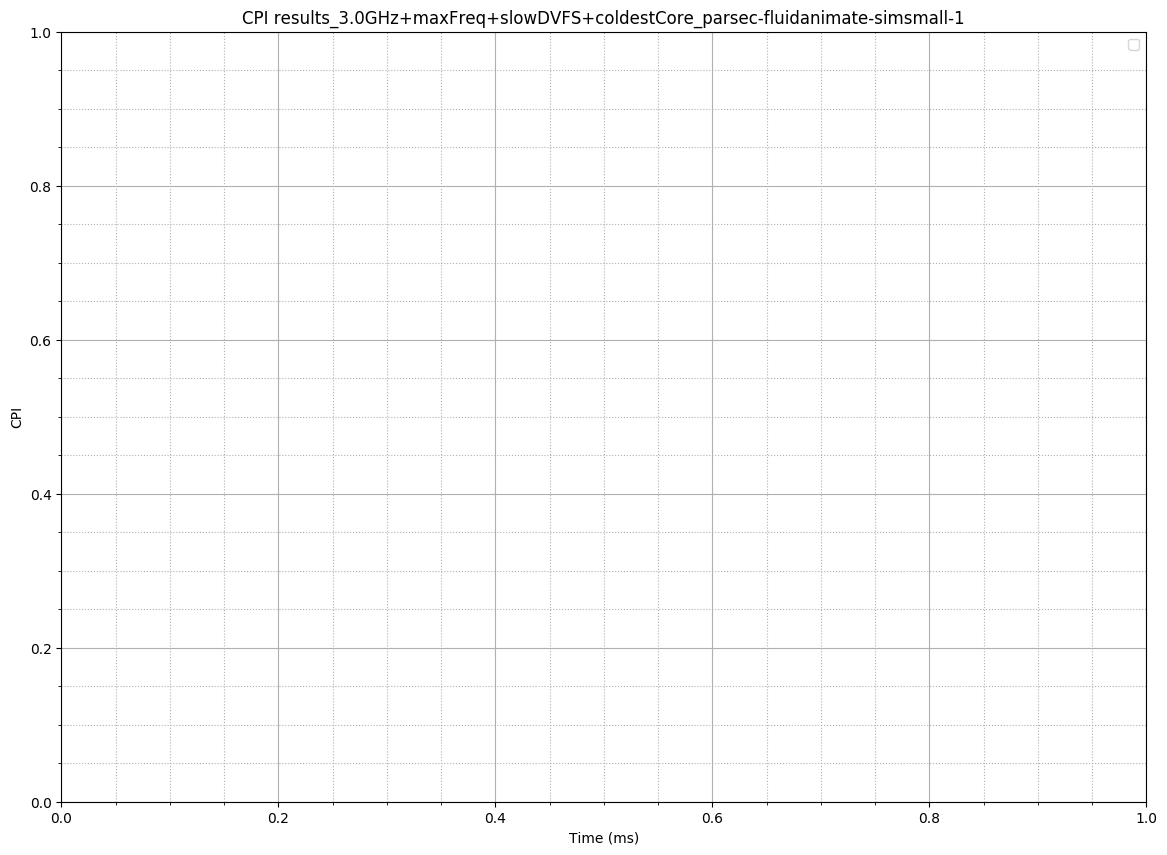 CPI results_3.0GHz+maxFreq+slowDVFS+coldestCore_parsec-fluidanimate-simsmall-1
1.0
0.8
0.6
0.4
0.2
0.0
CPI
0.0 0.2 0.4 0.6 0.8 1.0
Time (ms)